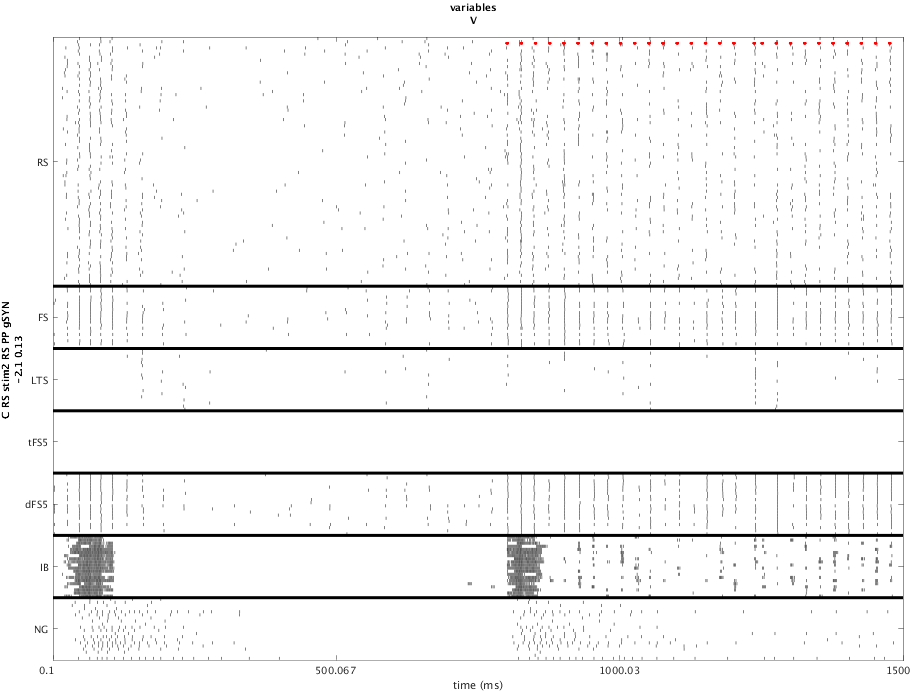 variables
V
C RS stim2 RS PP gSYN
-2.1 0.13
RS
FS
LTS
tFS5
dFS5
IB
NG
0.1 500.067 1000.03 1500
time (ms)